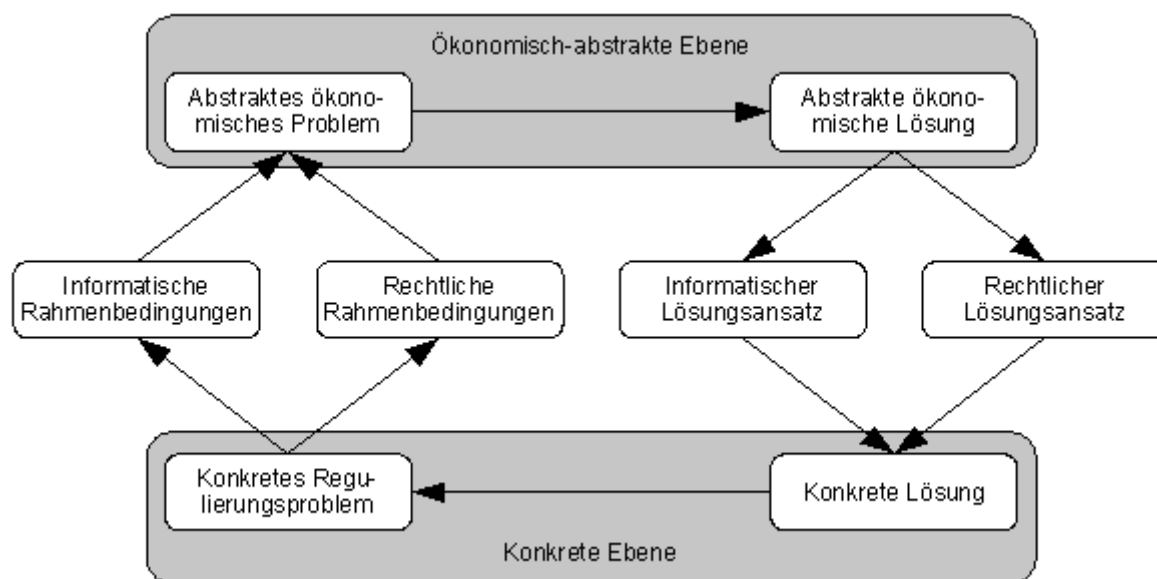 Ökonomisch-abstrakte Ebene
Abstraktes ökono-
misches Problem
Abstrakte ökono-
mische Lösung
Informatische
Rahmenbedingungen
Rechtliche
Rahmenbedingungen
Informatischer
Lösungsansatz
Rechtlicher
Lösungsansatz
Konkretes Regu-
lierungsproblem
Konkrete Lösung
Konkrete Ebene